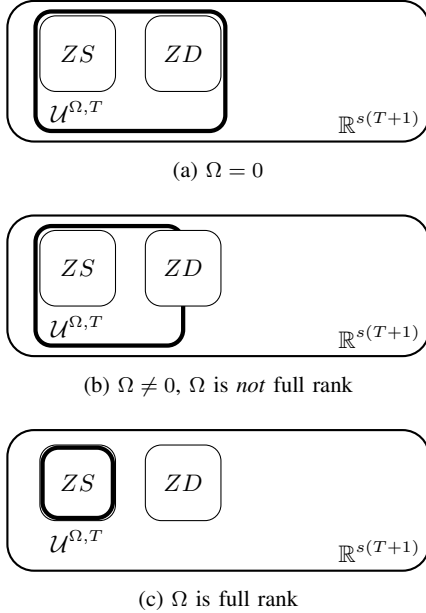 ZS ZD
𝒰^{Ω,T} ℝ^{s(T+1)}
(a) Ω = 0
ZS ZD
𝒰^{Ω,T} ℝ^{s(T+1)}
(b) Ω ≠ 0, Ω is not full rank
ZS ZD
𝒰^{Ω,T} ℝ^{s(T+1)}
(c) Ω is full rank